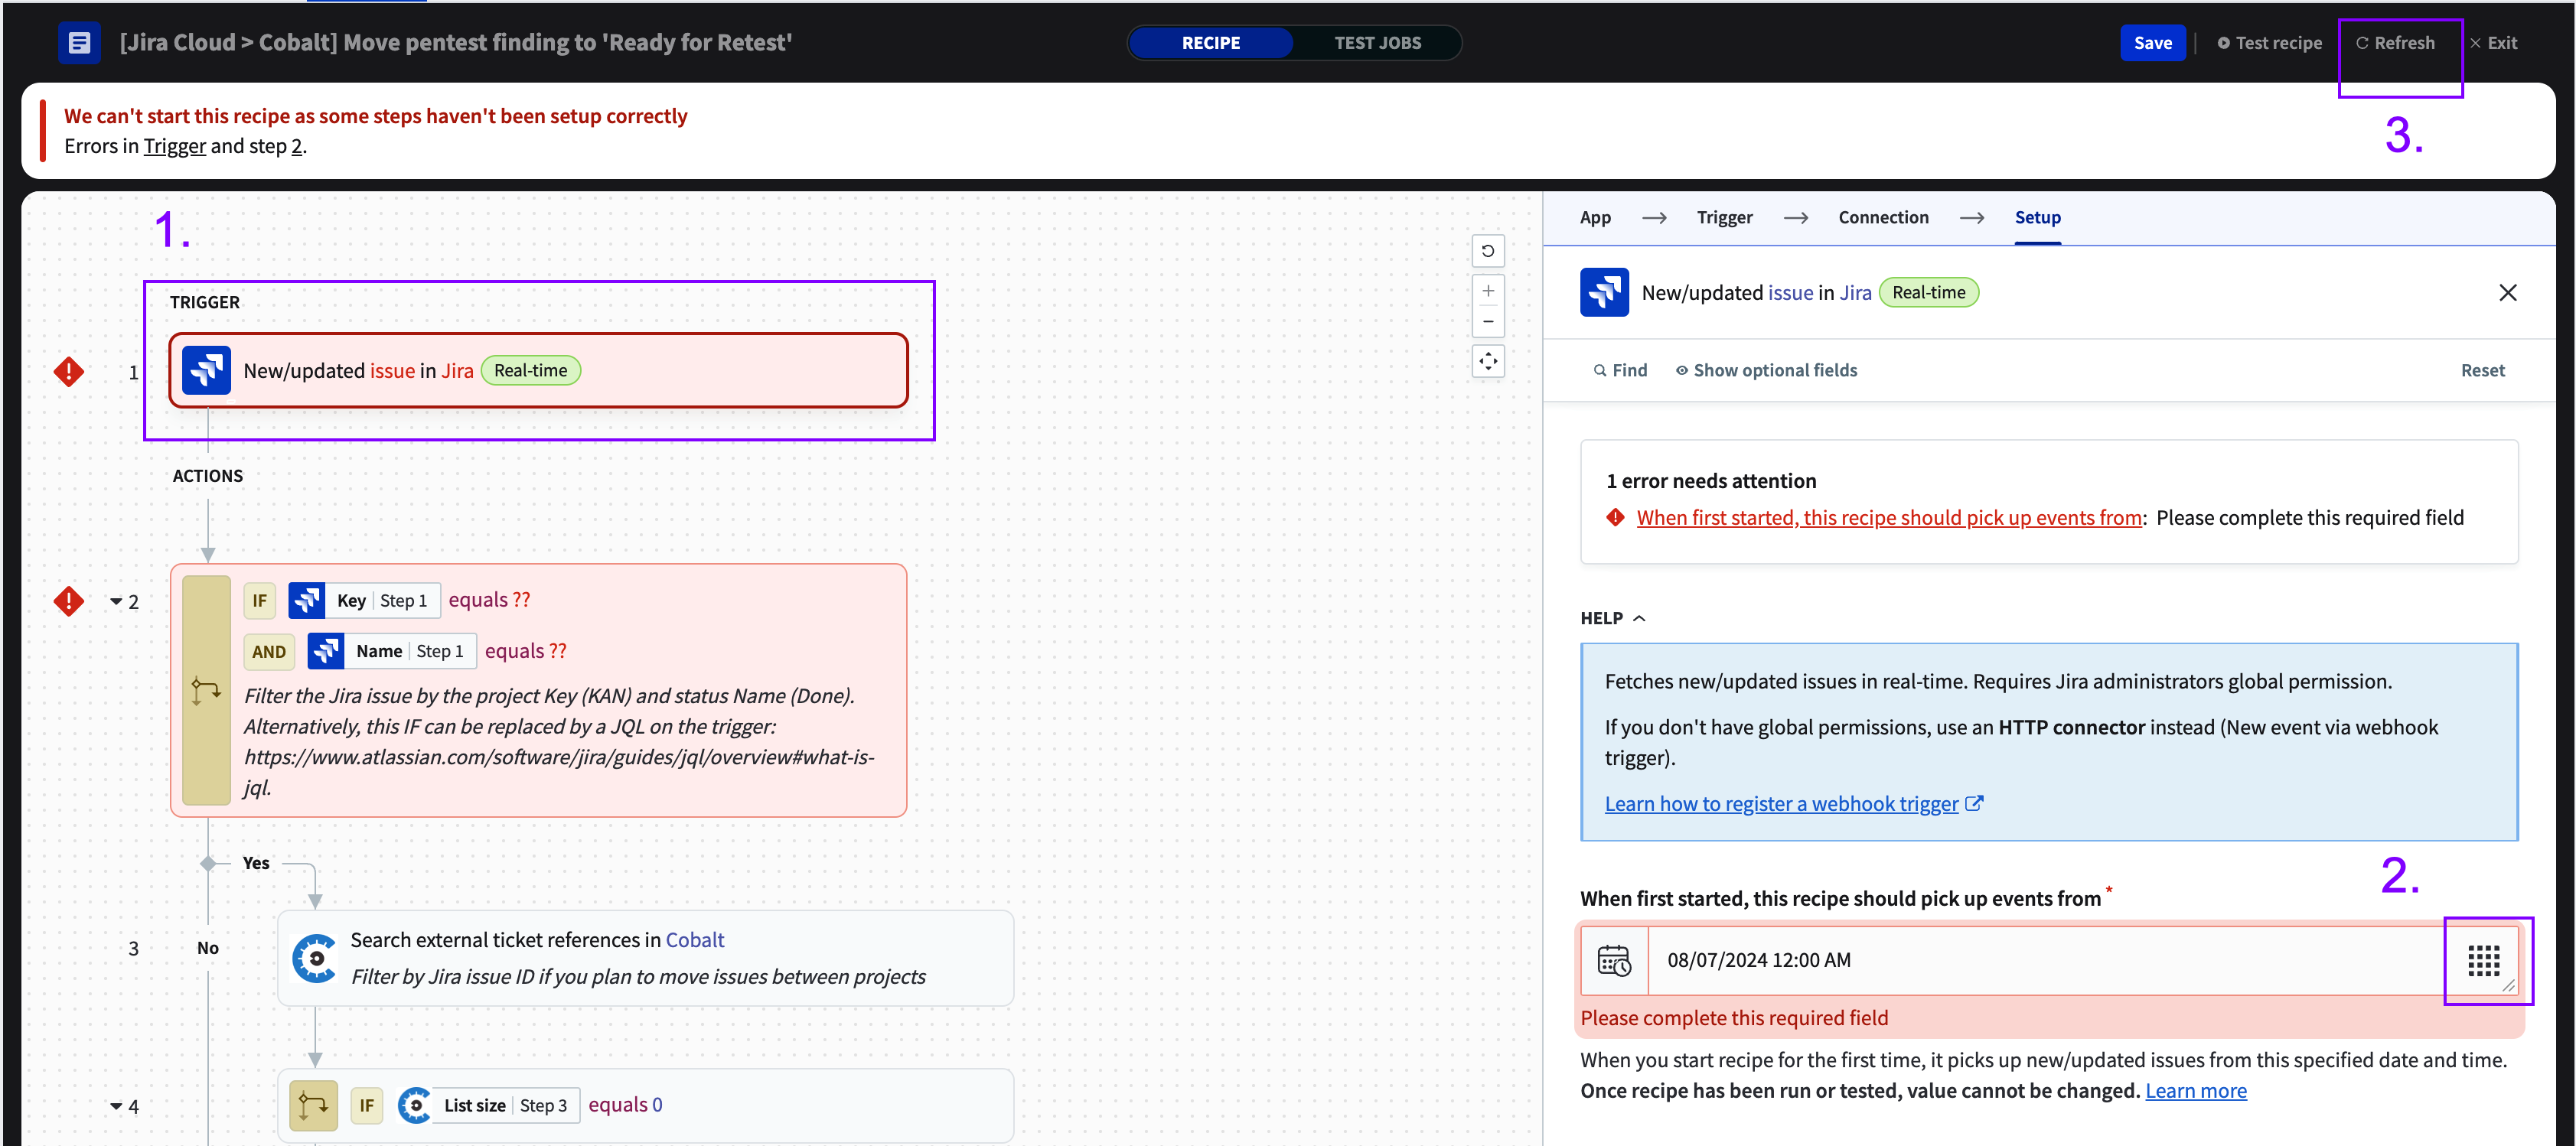 [Jira Cloud > Cobalt] Move pentest finding to 'Ready for Retest'
RECIPE
TEST JOBS
Save
Test recipe
Refresh
Exit
3.
We can't start this recipe as some steps haven't been setup correctly
Errors in Trigger and step 2.
1.
TRIGGER
1
New/updated issue in Jira Real-time
ACTIONS
2
IF Key Step 1 equals ??
AND Name Step 1 equals ??
Filter the Jira issue by the project Key (KAN) and status Name (Done).
Alternatively, this IF can be replaced by a JQL on the trigger:
https://www.atlassian.com/software/jira/guides/jql/overview#what-is-
jql.
Yes
3
No
Search external ticket references in Cobalt
Filter by Jira issue ID if you plan to move issues between projects
4
IF List size Step 3 equals 0
App
Trigger
Connection
Setup
New/updated issue in Jira Real-time
Find
Show optional fields
Reset
1 error needs attention
When first started, this recipe should pick up events from: Please complete this required field
HELP
Fetches new/updated issues in real-time. Requires Jira administrators global permission.
If you don't have global permissions, use an HTTP connector instead (New event via webhook
trigger).
Learn how to register a webhook trigger
2.
When first started, this recipe should pick up events from *
08/07/2024 12:00 AM
Please complete this required field
When you start recipe for the first time, it picks up new/updated issues from this specified date and time.
Once recipe has been run or tested, value cannot be changed. Learn more